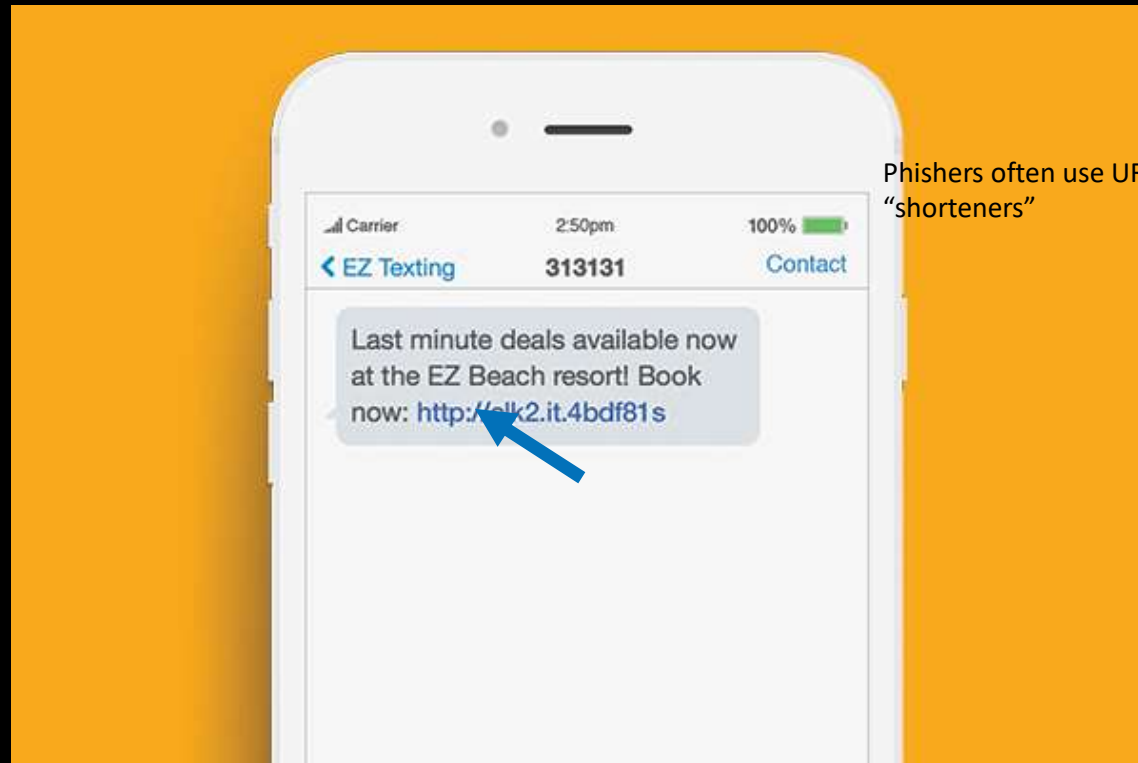 Phishers often use UR
“shorteners”
Carrier 2:50pm 100%
EZ Texting 313131 Contact
Last minute deals available now
at the EZ Beach resort! Book
now: http://slk2.it.4bdf81s